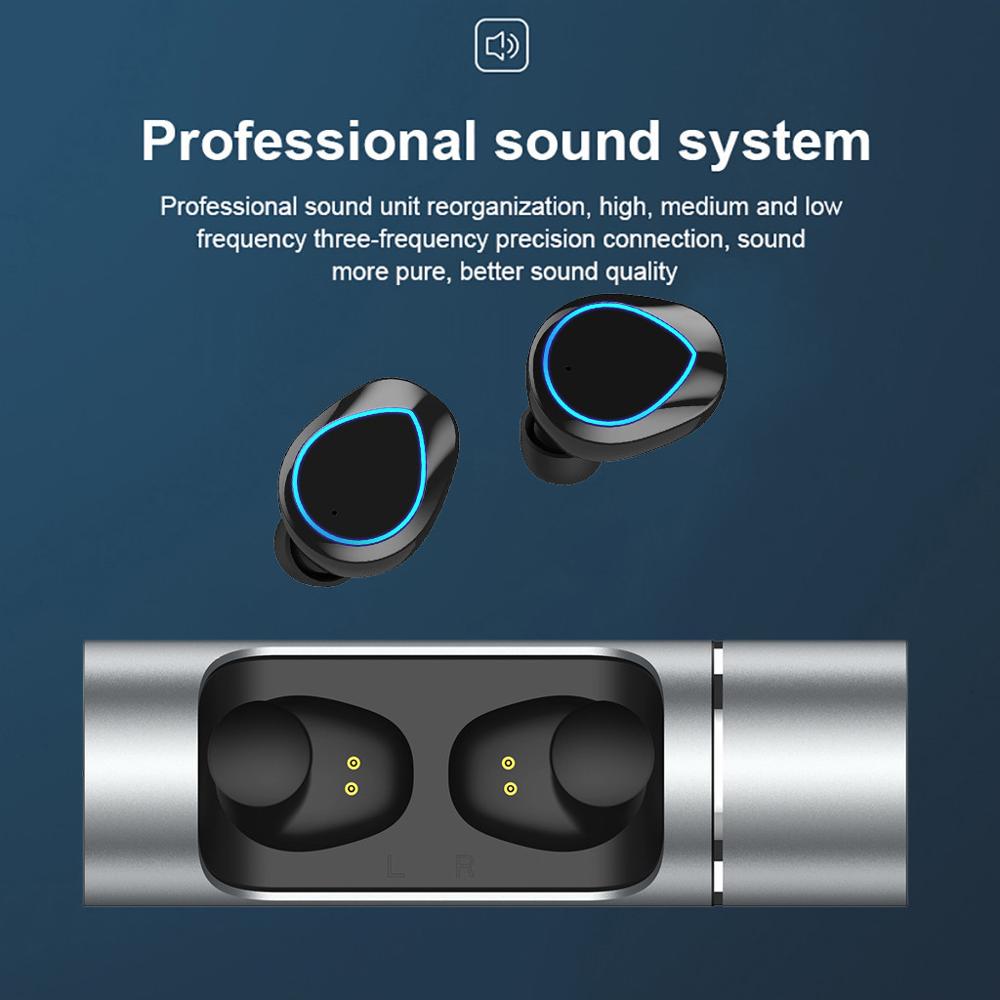 Professional sound system
Professional sound unit reorganization, high, medium and low
frequency three-frequency precision connection, sound
more pure, better sound quality
L R